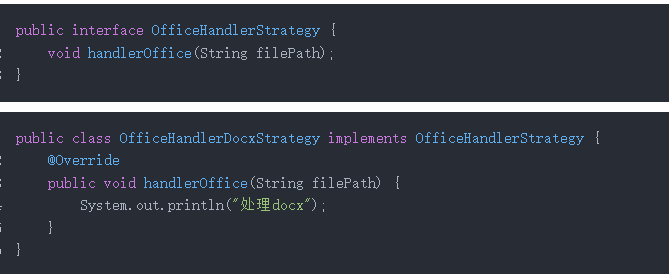 public interface OfficeHandlerStrategy {
    void handlerOffice(String filePath);
}
public class OfficeHandlerDocxStrategy implements OfficeHandlerStrategy {
    @Override
    public void handlerOffice(String filePath) {
        System.out.println("处理docx");
    }
}